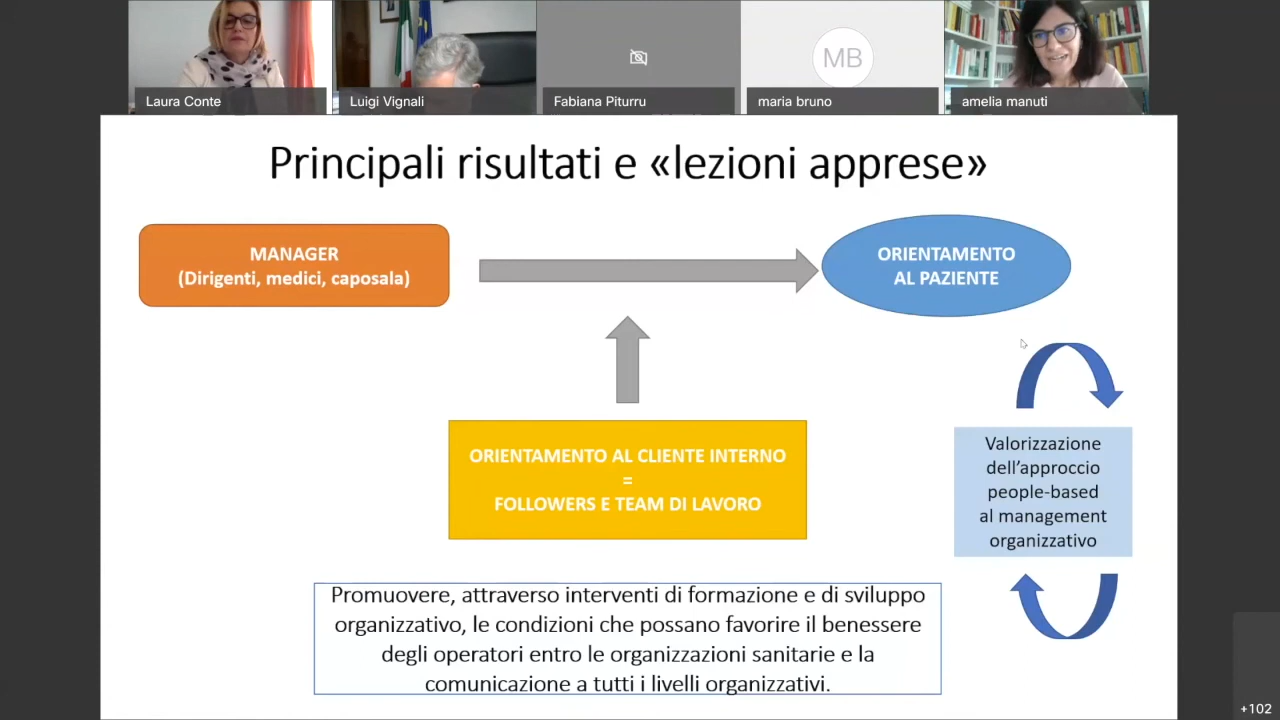 Laura Conte
Luigi Vignali
Fabiana Piturru
MB
maria bruno
amelia manuti
Principali risultati e «lezioni apprese»
MANAGER
(Dirigenti, medici, caposala)
ORIENTAMENTO
AL PAZIENTE
ORIENTAMENTO AL CLIENTE INTERNO
=
FOLLOWERS E TEAM DI LAVORO
Valorizzazione
dell'approccio
people-based
al management
organizzativo
Promuovere, attraverso interventi di formazione e di sviluppo
organizzativo, le condizioni che possano favorire il benessere
degli operatori entro le organizzazioni sanitarie e la
comunicazione a tutti i livelli organizzativi.
+102